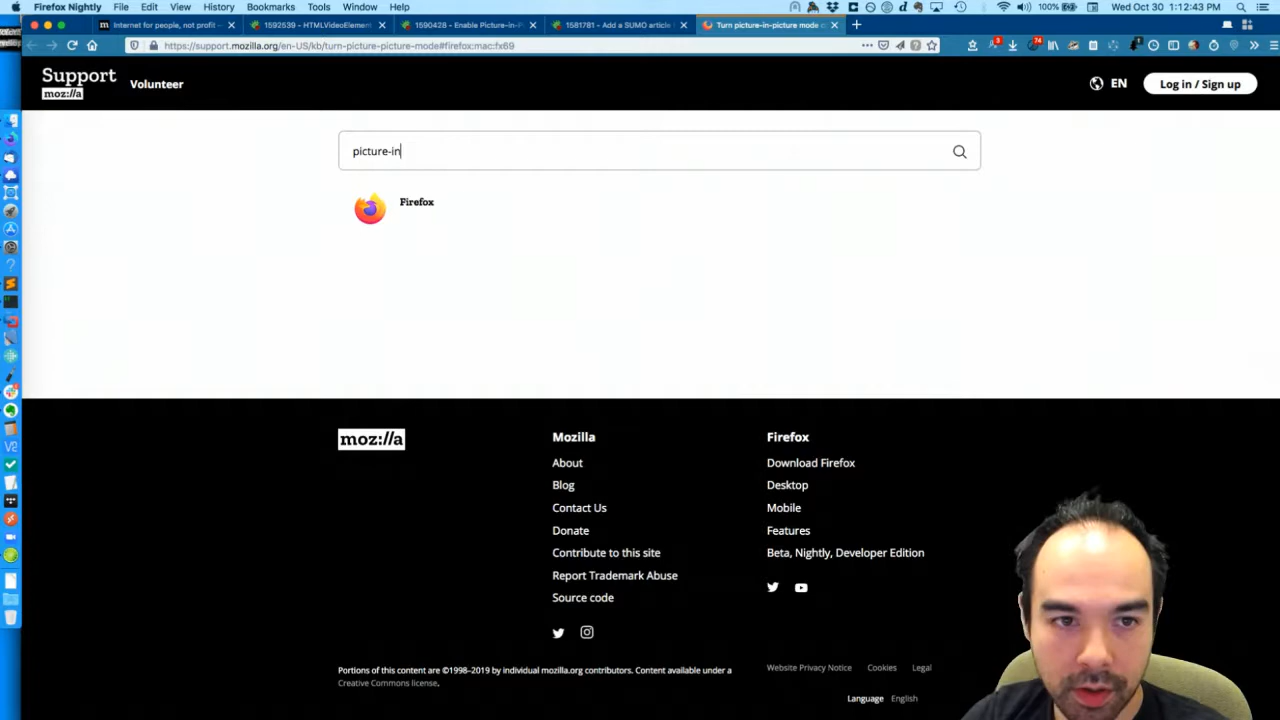 Firefox Nightly File Edit View History Bookmarks Tools Window Help 100% Wed Oct 30 1:12:43 PM
Internet for people, not profit — 1592539 - HTMLVideoElement 1590428 - Enable Picture-in-P 1581781 - Add a SUMO article Turn picture-in-picture mode
https://support.mozilla.org/en-US/kb/turn-picture-picture-mode#firefox:mac:fx69
3 74
Support
moz://a
Volunteer
EN
Log in / Sign up
picture-in
Firefox
moz://a
Mozilla
About
Blog
Contact Us
Donate
Contribute to this site
Report Trademark Abuse
Source code
Firefox
Download Firefox
Desktop
Mobile
Features
Beta, Nightly, Developer Edition
Portions of this content are ©1998–2019 by individual mozilla.org contributors. Content available under a
Creative Commons license.
Website Privacy Notice Cookies Legal
Language English